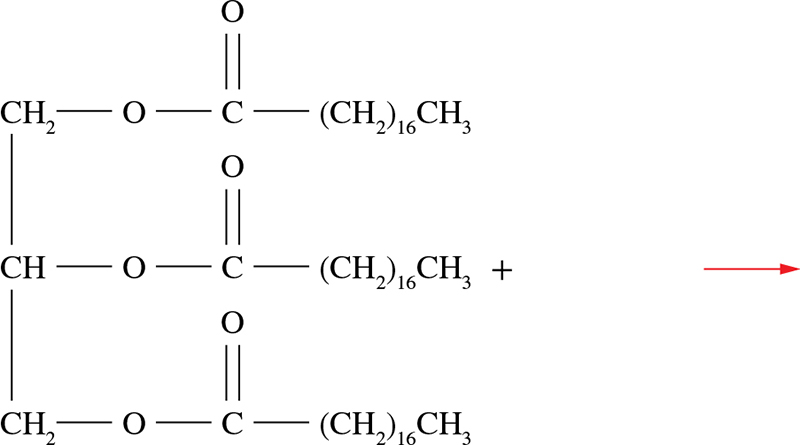 O
CH₂ — O — C — (CH₂)₁₆CH₃
O
CH — O — C — (CH₂)₁₆CH₃ +
O
CH₂ — O — C — (CH₂)₁₆CH₃